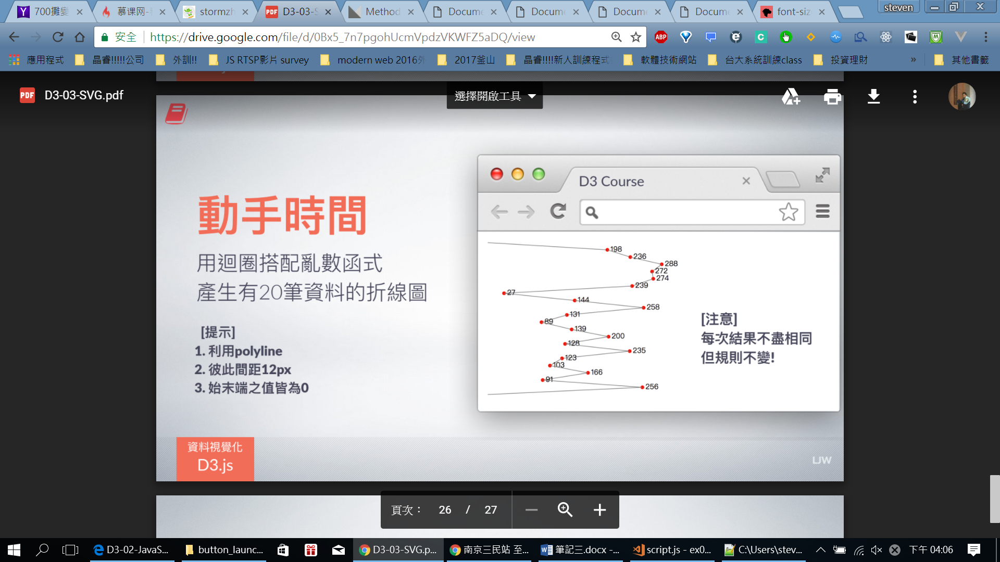 700攤變
慕课网-
stormzh
D3-03-S
Method
Docume
Docume
Docume
Docume
font-siz
steven
安全
https://drive.google.com/file/d/0Bx5_7n7pgohUcmVpdzVKWFZ5aDQ/view
ABP
應用程式
晶睿!!!!!公司
外訓!!
JS RTSP影片 survey
modern web 2016外
2017釜山
晶睿!!!!新人訓練程式
軟體技術網站
台大系統訓練class
投資理財
»
其他書籤
PDF
D3-03-SVG.pdf
選擇開啟工具
動手時間
用迴圈搭配亂數函式
產生有20筆資料的折線圖
[提示]
1. 利用polyline
2. 彼此間距12px
3. 始末端之值皆為0
D3 Course
198
236
288
272
274
239
27
144
258
131
89
139
200
128
235
123
103
166
91
256
[注意]
每次結果不盡相同
但規則不變!
資料視覺化
D3.js
LJW
頁次： 26 / 27
D3-02-JavaS...
button_launc...
D3-03-SVG.p...
南京三民站 至...
筆記三.docx -...
script.js - ex0...
C:\Users\stev...
下午 04:06